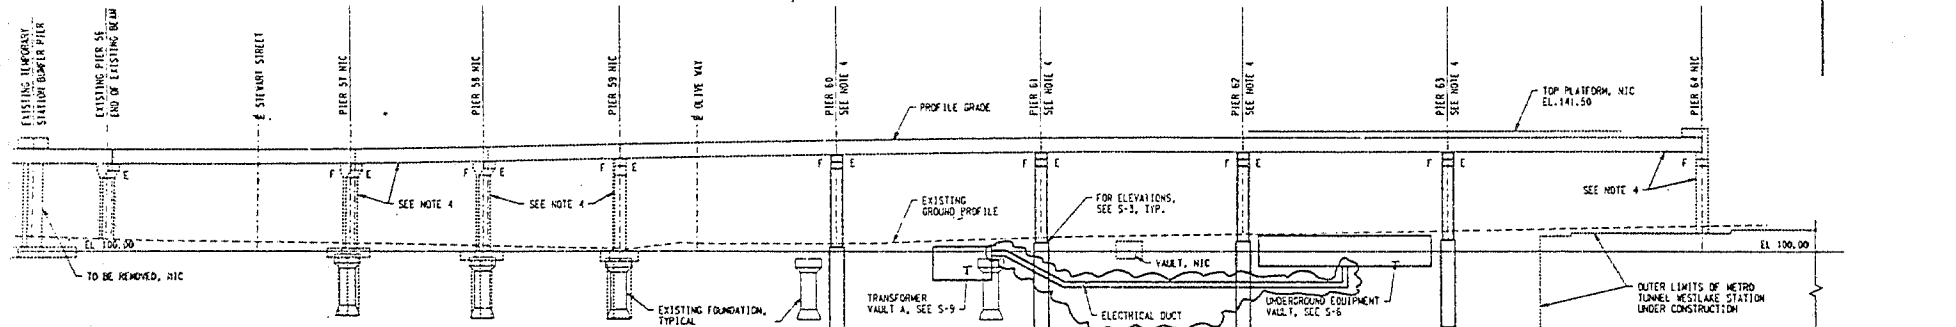 EXISTING TEMPORARY
STATION BUFFER PIER
EXISTING PIER 56
END OF EXISTING BEAM
℄ STEWART STREET
PIER 57 NIC
PIER 58 NIC
PIER 59 NIC
℄ OLIVE WAY
PIER 60
SEE NOTE 4
PIER 61
SEE NOTE 4
PIER 62
SEE NOTE 4
PIER 63
SEE NOTE 4
PIER 64 NIC
PROFILE GRADE
TOP PLATFORM, NIC
EL.141.50
E
F E
F E
F E
F E
F E
F E
F E
F
SEE NOTE 4
SEE NOTE 4
EXISTING
GROUND PROFILE
FOR ELEVATIONS,
SEE S-3, TYP.
SEE NOTE 4
EL 100.00
EL 100.00
TO BE REMOVED, NIC
EXISTING FOUNDATION,
TYPICAL
T
TRANSFORMER
VAULT A, SEE S-9
VAULT, NIC
ELECTRICAL DUCT
T
UNDERGROUND EQUIPMENT
VAULT, SEE S-6
OUTER LIMITS OF METRO
TUNNEL WESTLAKE STATION
UNDER CONSTRUCTION